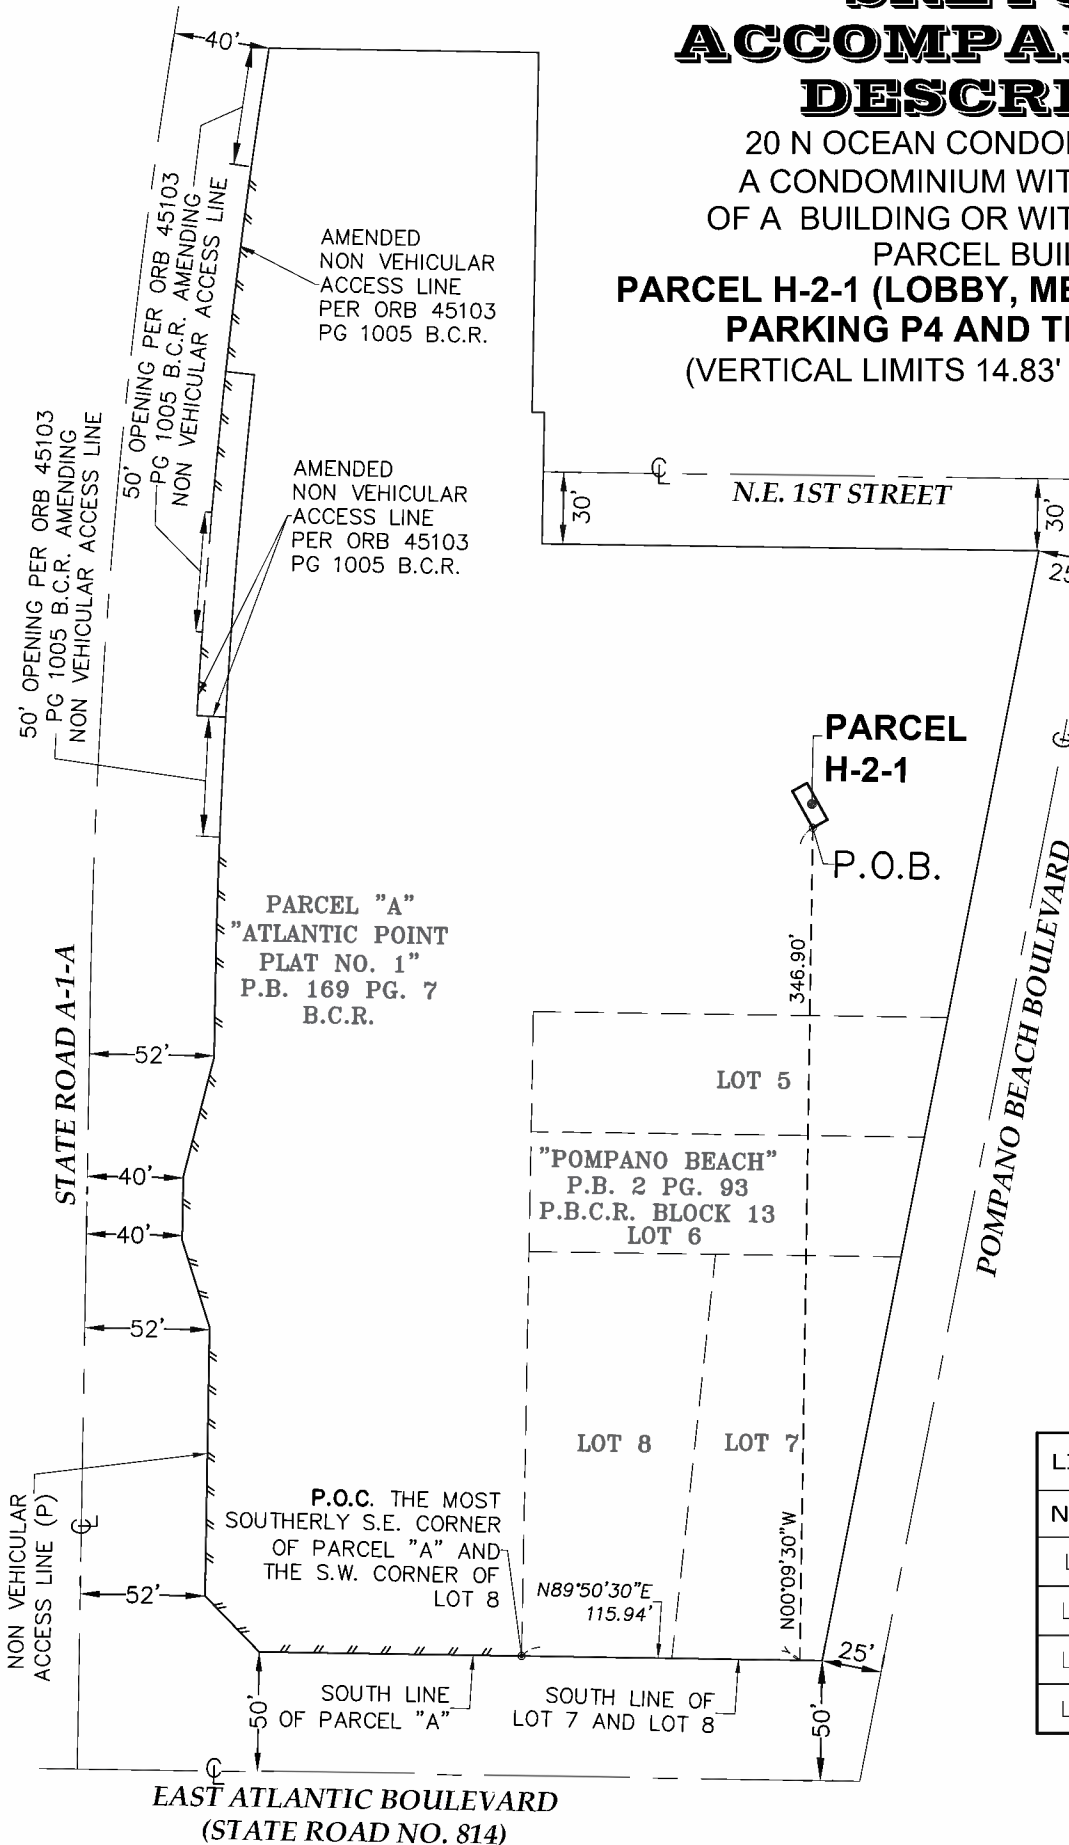 ACCOMPA
DESCR
20 N OCEAN CONDO
A CONDOMINIUM WIT
OF A BUILDING OR WIT
PARCEL BUIL
PARCEL H-2-1 (LOBBY, ME
PARKING P4 AND T
(VERTICAL LIMITS 14.83'
40'
50' OPENING PER ORB 45103
PG 1005 B.C.R. AMENDING
NON VEHICULAR ACCESS LINE
AMENDED
NON VEHICULAR
ACCESS LINE
PER ORB 45103
PG 1005 B.C.R.
50' OPENING PER ORB 45103
PG 1005 B.C.R. AMENDING
NON VEHICULAR ACCESS LINE
AMENDED
NON VEHICULAR
ACCESS LINE
PER ORB 45103
PG 1005 B.C.R.
30'
N.E. 1ST STREET
30'
25
PARCEL
H-2-1
P.O.B.
346.90'
PARCEL "A"
"ATLANTIC POINT
PLAT NO. 1"
P.B. 169 PG. 7
B.C.R.
STATE ROAD A-1-A
POMPANO BEACH BOULEVARD
52'
40'
40'
52'
52'
LOT 5
"POMPANO BEACH"
P.B. 2 PG. 93
P.B.C.R. BLOCK 13
LOT 6
LOT 8
LOT 7
NON VEHICULAR
ACCESS LINE (P)
P.O.C. THE MOST
SOUTHERLY S.E. CORNER
OF PARCEL "A" AND
THE S.W. CORNER OF
LOT 8
N89°50'30"E
115.94'
N00°09'30"W
25'
SOUTH LINE
OF PARCEL "A"
SOUTH LINE OF
LOT 7 AND LOT 8
50'
50'
EAST ATLANTIC BOULEVARD
(STATE ROAD NO. 814)
L
N
L
L
L
L